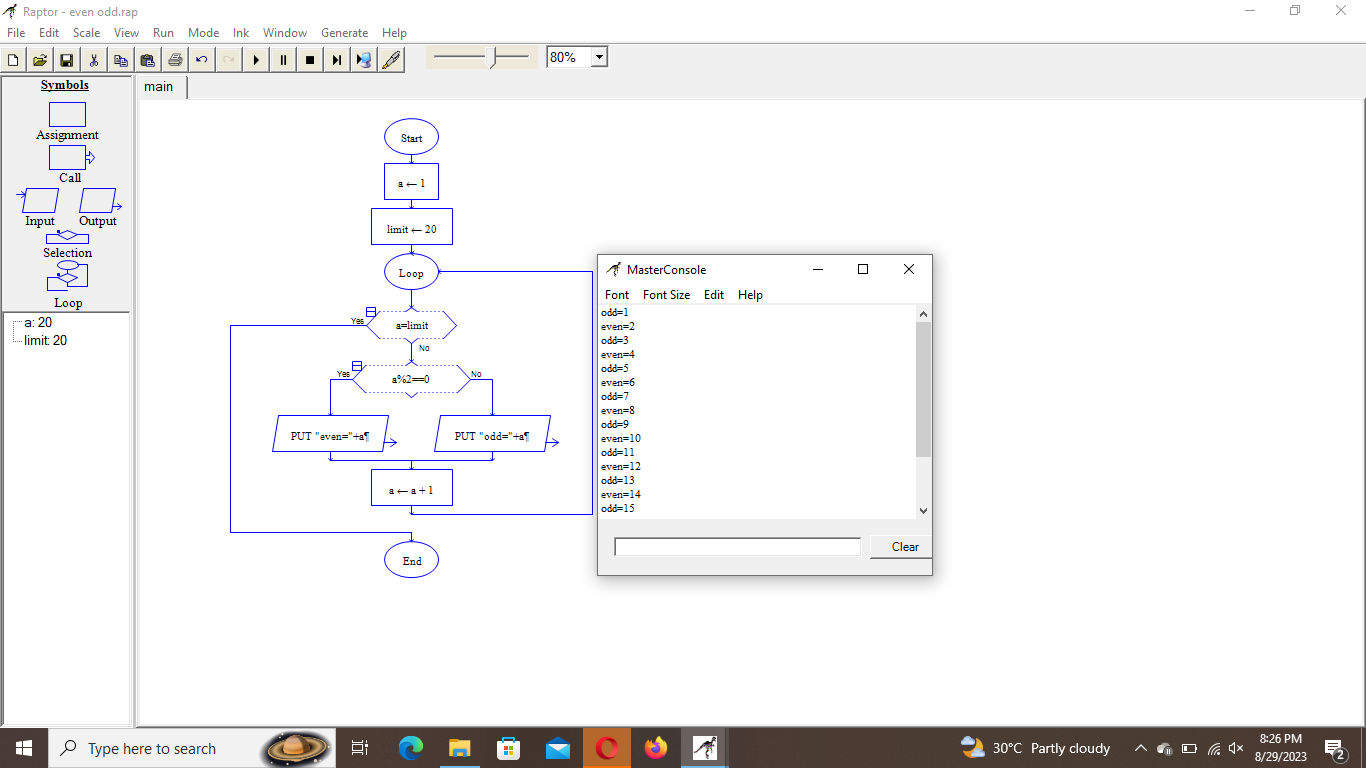 Raptor - even odd.rap
File Edit Scale View Run Mode Ink Window Generate Help
80%
Symbols
Assignment
Call
Input Output
Selection
Loop
a: 20
limit: 20
main
Start
a ← 1
limit ← 20
Loop
Yes
a=limit
No
Yes
a%2==0
No
PUT "even="+a¶
PUT "odd="+a¶
a ← a + 1
End
MasterConsole
Font Font Size Edit Help
odd=1
even=2
odd=3
even=4
odd=5
even=6
odd=7
even=8
odd=9
even=10
odd=11
even=12
odd=13
even=14
odd=15
Clear
Type here to search
30°C Partly cloudy
8:26 PM
8/29/2023
2